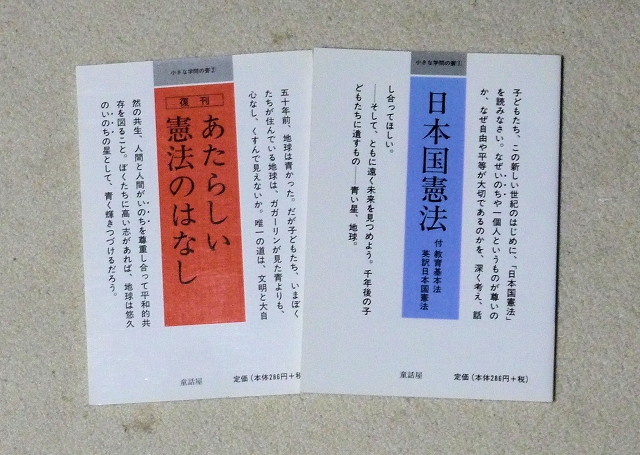 小さな学問の書①
子どもたち、この新しい世紀のはじめに、「日本国憲法」
を読みなさい。なぜいのちや一個人というものが尊いの
か、なぜ自由や平等が大切であるのかを、深く考え、話
日本国憲法
付 教育基本法
英訳日本国憲法
し合ってほしい。
――そして、ともに遠く未来を見つめよう。千年後の子
どもたちに遺すもの――青い星、地球。
童話屋
定価(本体286円+税)
小さな学問の書②
五十年前、地球は青かった。だが子どもたち、いまぼく
たちが住んでいる地球は、ガガーリンが見た青よりも、
心なし、くすんで見えないか。唯一の道は、文明と大自
復刊
あたらしい
憲法のはなし
然の共生、人間と人間がいのちを尊重し合って平和的共
存を図ること。ぼくたちに高い志があれば、地球は悠久
のいのちの星として、青く輝きつづけるだろう。
童話屋
定価(本体286円+税